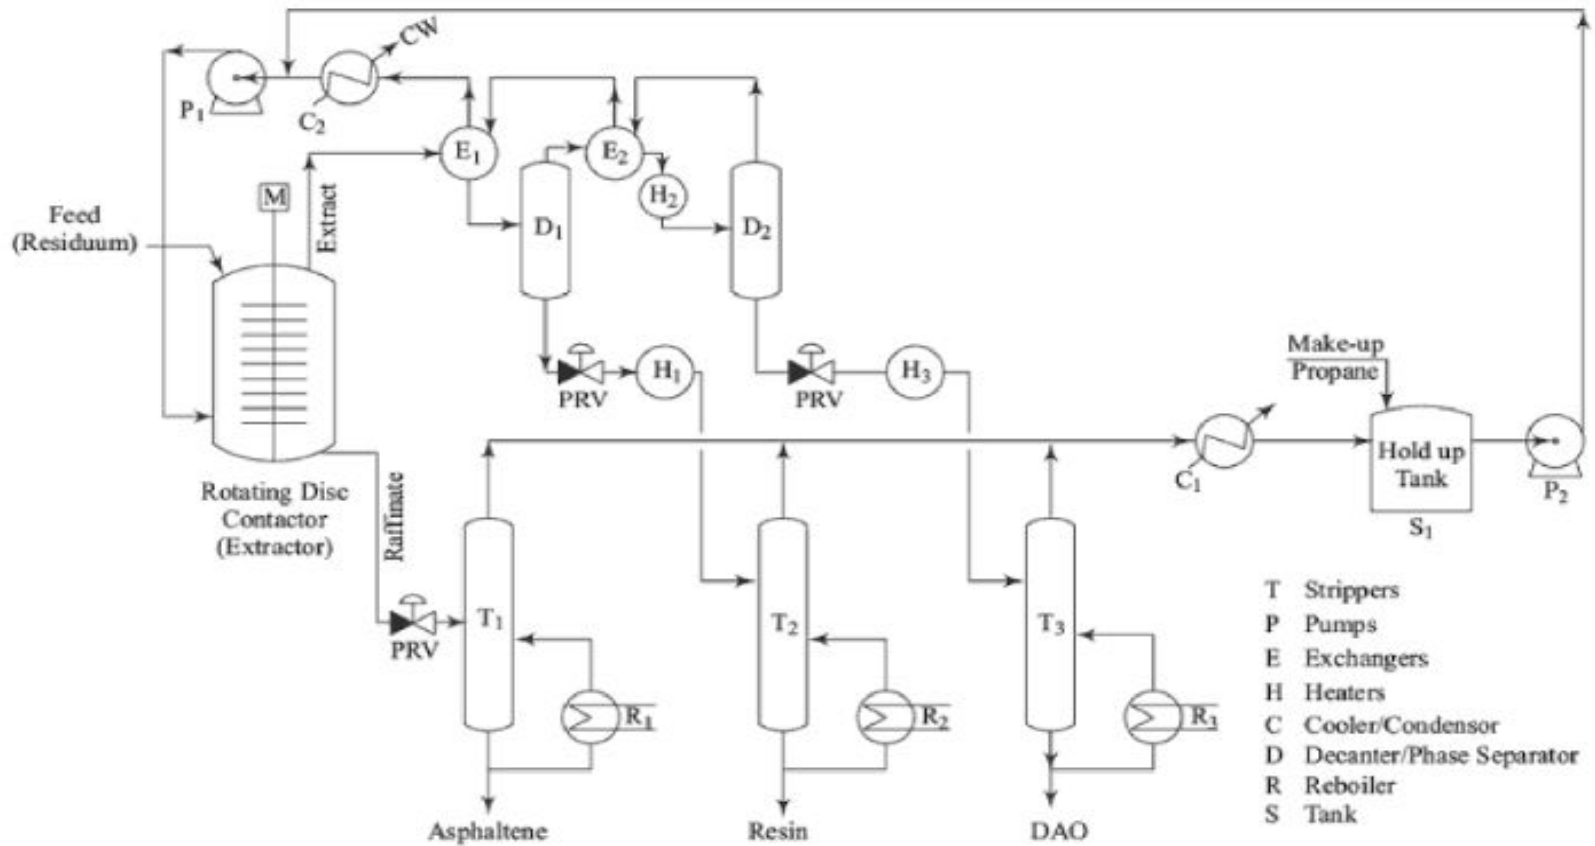 CW
P1
C2
E1
E2
H2
M
Extract
D1
D2
Feed
(Residuum)
PRV
H1
PRV
H3
Make-up
Propane
C1
Hold up
Tank
S1
P2
Rotating Disc
Contactor
(Extractor)
Raffinate
PRV
T1
T2
T3
R1
R2
R3
Asphaltene
Resin
DAO
T Strippers
P Pumps
E Exchangers
H Heaters
C Cooler/Condensor
D Decanter/Phase Separator
R Reboiler
S Tank